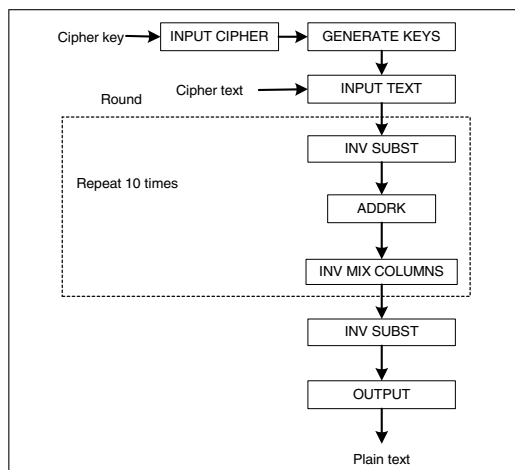 Cipher key
INPUT CIPHER
GENERATE KEYS
Cipher text
INPUT TEXT
Round
INV SUBST
Repeat 10 times
ADDRK
INV MIX COLUMNS
INV SUBST
OUTPUT
Plain text